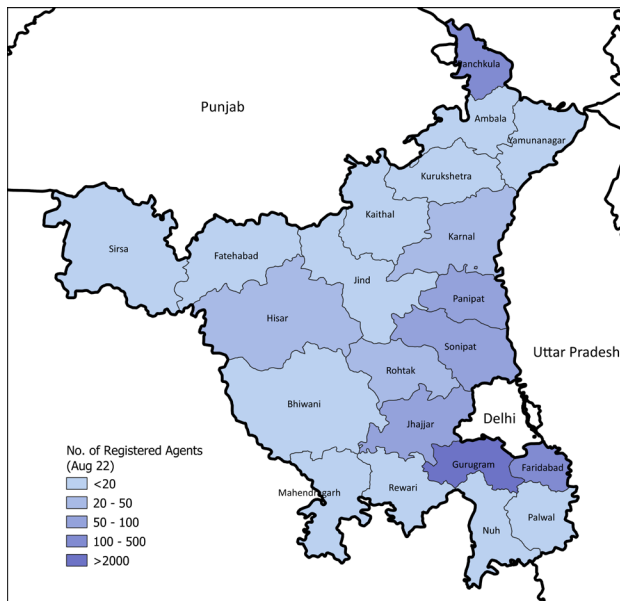 Panchkula
Punjab
Ambala
Yamunanagar
Kurukshetra
Kaithal
Karnal
Sirsa
Fatehabad
Jind
Panipat
Hisar
Sonipat
Uttar Pradesh
Rohtak
Bhiwani
Delhi
Jhajjar
No. of Registered Agents
(Aug 22)
<20
20 - 50
50 - 100
100 - 500
>2000
Gurugram
Faridabad
Mahendragarh
Rewari
Nuh
Palwal